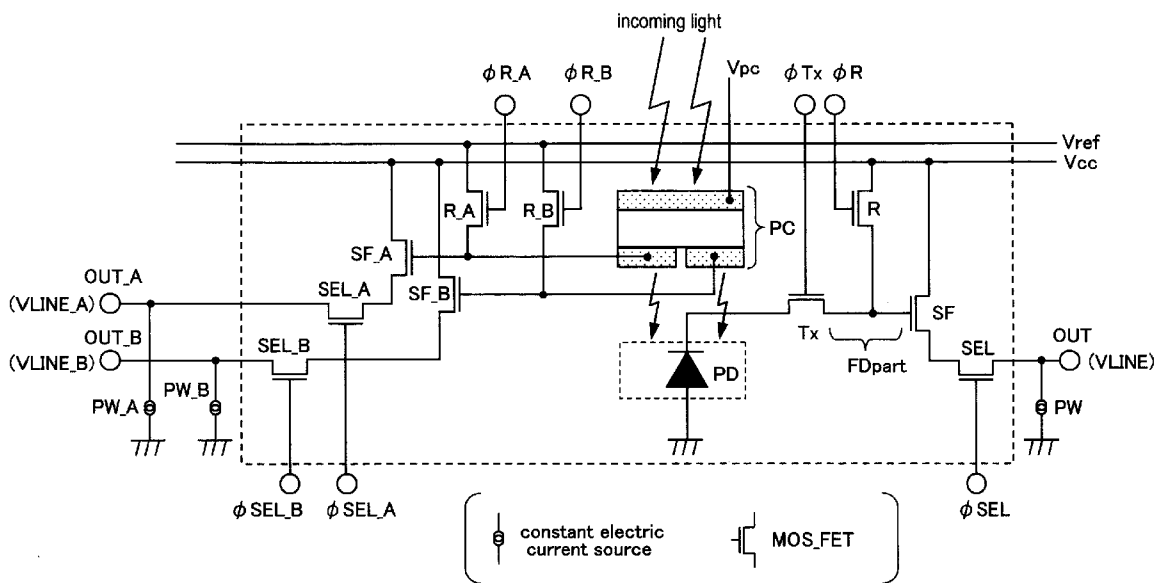 incoming light
φR_A
φR_B
Vpc
φTx
φR
Vref
Vcc
R_A
R_B
R
PC
SF_A
SF_B
SF
OUT_A
(VLINE_A)
SEL_A
OUT_B
(VLINE_B)
SEL_B
Tx
FDpart
SEL
OUT
(VLINE)
PD
PW_B
PW_A
PW
φSEL_B
φSEL_A
φSEL
constant electric
current source
MOS_FET